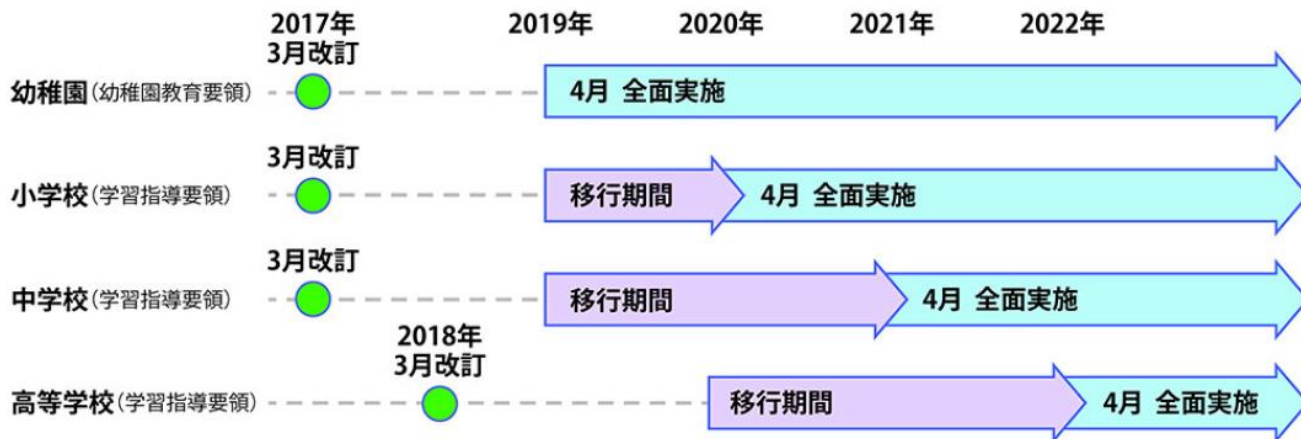 2017年 2019年 2020年 2021年 2022年
3月改訂
幼稚園(幼稚園教育要領) 4月 全面実施
3月改訂
小学校(学習指導要領) 移行期間 4月 全面実施
3月改訂
中学校(学習指導要領) 移行期間 4月 全面実施
2018年
3月改訂
高等学校(学習指導要領) 移行期間 4月 全面実施